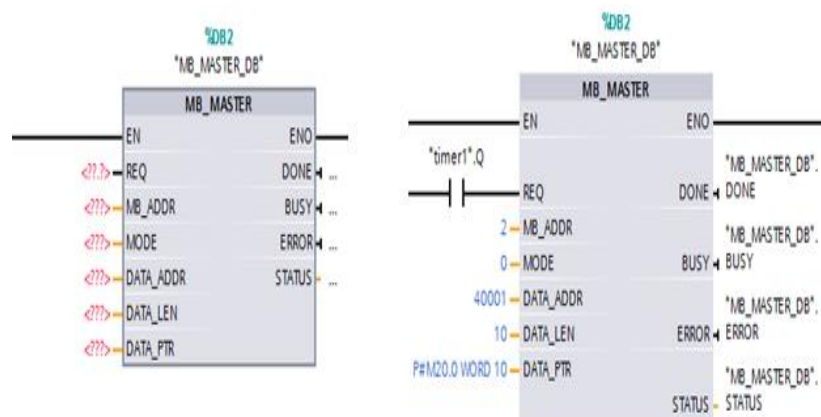 %DB2
"MB_MASTER_DB"
MB_MASTER
EN ENO
<??.?> REQ DONE ...
<???> MB_ADDR BUSY ...
<???> MODE ERROR ...
<???> DATA_ADDR STATUS ...
<???> DATA_LEN
<???> DATA_PTR
%DB2
"MB_MASTER_DB"
MB_MASTER
EN ENO
"timer1".Q
REQ DONE "MB_MASTER_DB".DONE
2 MB_ADDR
0 MODE BUSY "MB_MASTER_DB".BUSY
40001 DATA_ADDR
10 DATA_LEN ERROR "MB_MASTER_DB".ERROR
P#M20.0 WORD 10 DATA_PTR
STATUS "MB_MASTER_DB".STATUS